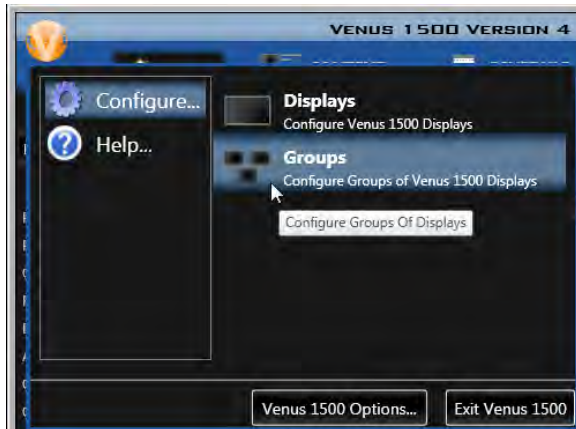 VENUS 1500 VERSION 4
Configure...
Help...
Displays
Configure Venus 1500 Displays
Groups
Configure Groups of Venus 1500 Displays
Configure Groups Of Displays
Venus 1500 Options...
Exit Venus 1500